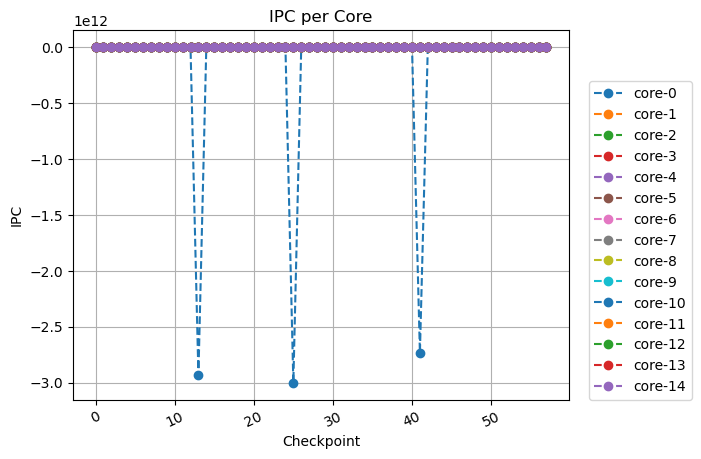 IPC per Core
1e12
0.0
−0.5
−1.0
−1.5
−2.0
−2.5
−3.0
IPC
0
10
20
30
40
50
Checkpoint
core-0
core-1
core-2
core-3
core-4
core-5
core-6
core-7
core-8
core-9
core-10
core-11
core-12
core-13
core-14